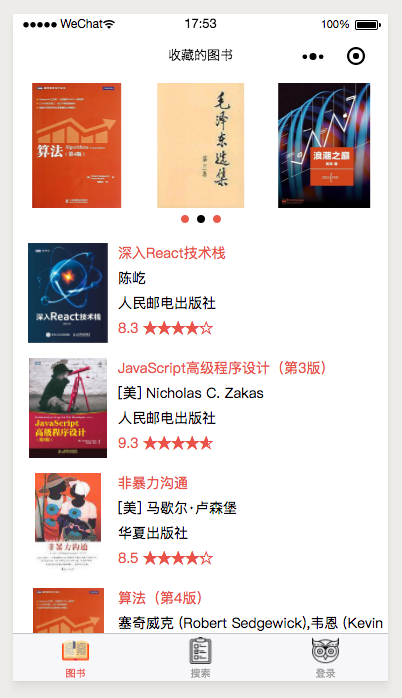 WeChat 17:53 100%
收藏的图书
算法
(第4版)
Algorithms
毛泽东选集
浪潮之巅
深入React技术栈
陈屹
人民邮电出版社
8.3
深入React技术栈
JavaScript高级程序设计（第3版）
[美] Nicholas C. Zakas
人民邮电出版社
9.3
JavaScript
高级程序设计
非暴力沟通
[美] 马歇尔·卢森堡
华夏出版社
8.5
非暴力沟通
算法（第4版）
塞奇威克 (Robert Sedgewick),韦恩 (Kevin
图书 搜索 登录